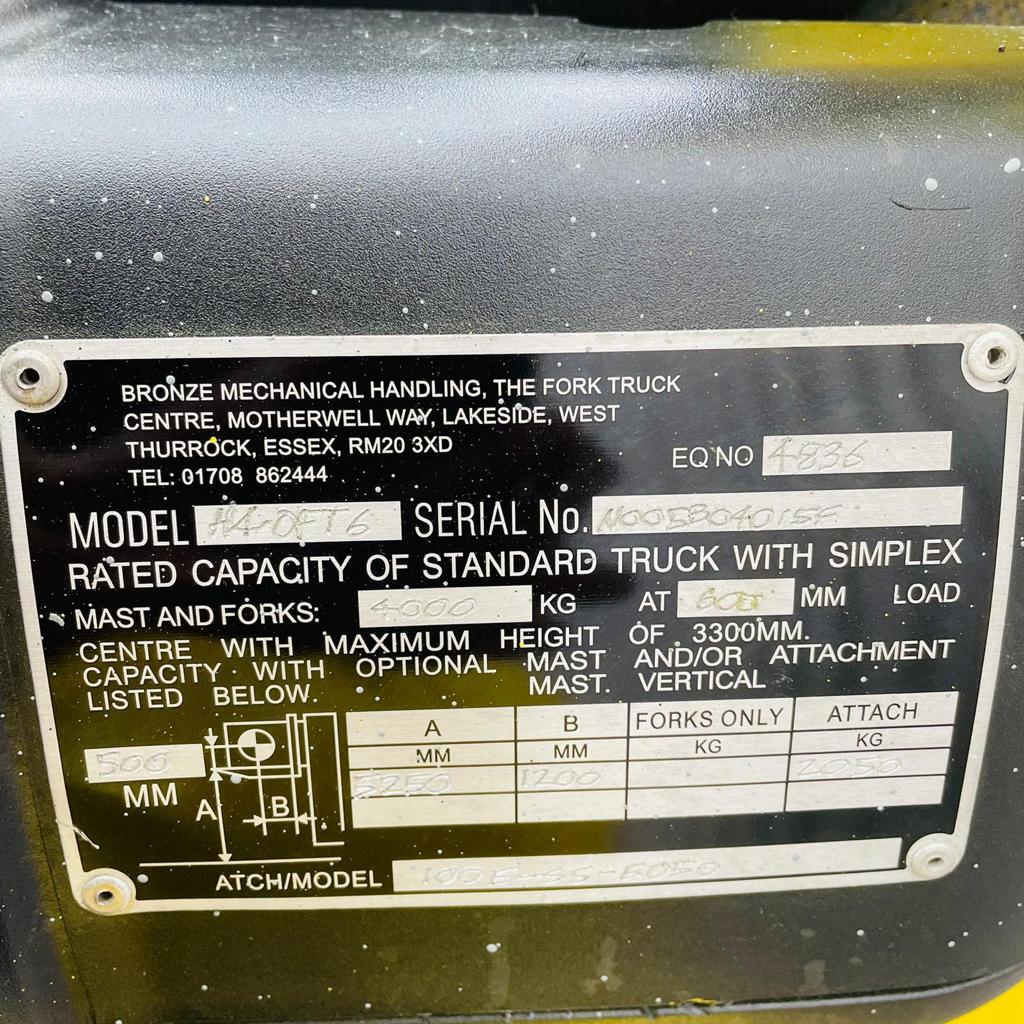 BRONZE MECHANICAL HANDLING, THE FORK TRUCK
CENTRE, MOTHERWELL WAY, LAKESIDE, WEST
THURROCK, ESSEX, RM20 3XD
TEL: 01708 862444
EQ NO 4836
MODEL H4.0FT6 SERIAL No.
RATED CAPACITY OF STANDARD TRUCK WITH SIMPLEX
MAST AND FORKS: 4000 KG AT 600 MM LOAD
CENTRE WITH MAXIMUM HEIGHT OF 3300MM.
CAPACITY WITH OPTIONAL MAST AND/OR ATTACHMENT
LISTED BELOW. MAST. VERTICAL
A B FORKS ONLY ATTACH
MM MM KG KG
500 5250 1200 2050
MM
A B
ATCH/MODEL